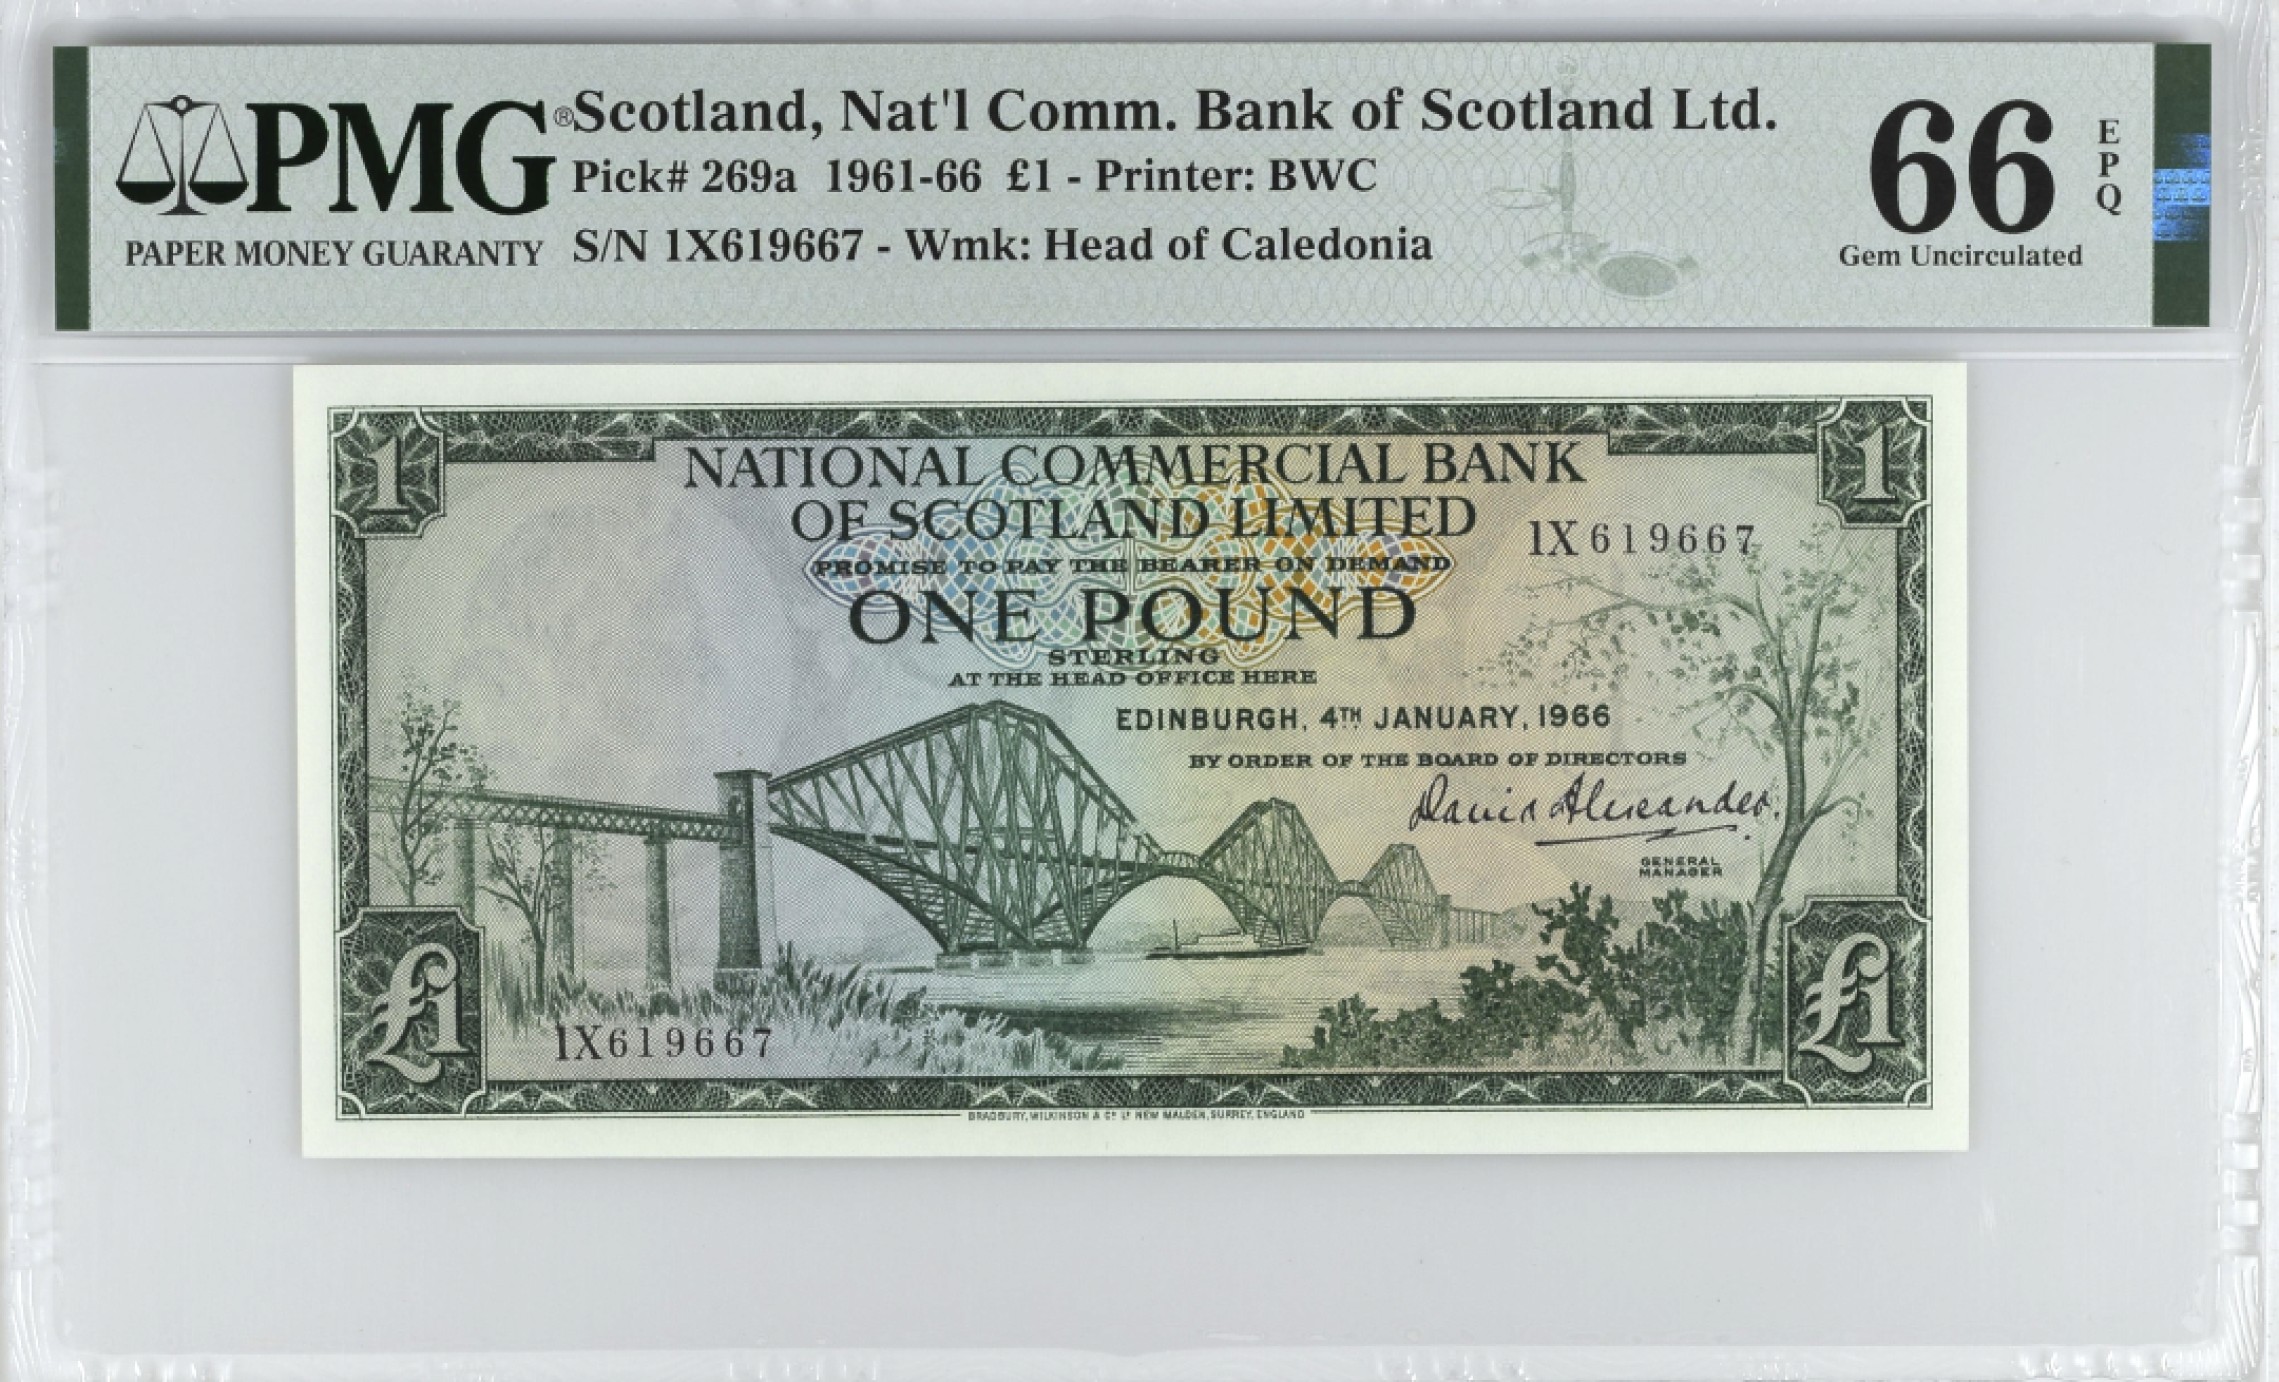 PMG®
PAPER MONEY GUARANTY
Scotland, Nat'l Comm. Bank of Scotland Ltd.
Pick# 269a 1961-66 £1 - Printer: BWC
S/N 1X619667 - Wmk: Head of Caledonia
66
EPQ
Gem Uncirculated
1
1
NATIONAL COMMERCIAL BANK
OF SCOTLAND LIMITED
1X 619667
PROMISE TO PAY THE BEARER ON DEMAND
ONE POUND
STERLING
AT THE HEAD OFFICE HERE
EDINBURGH, 4TH JANUARY, 1966
BY ORDER OF THE BOARD OF DIRECTORS
David Alexander
GENERAL
MANAGER
£1
£1
1X619667
BRADBURY, WILKINSON & Cº Lᴰ NEW MALDEN, SURREY, ENGLAND